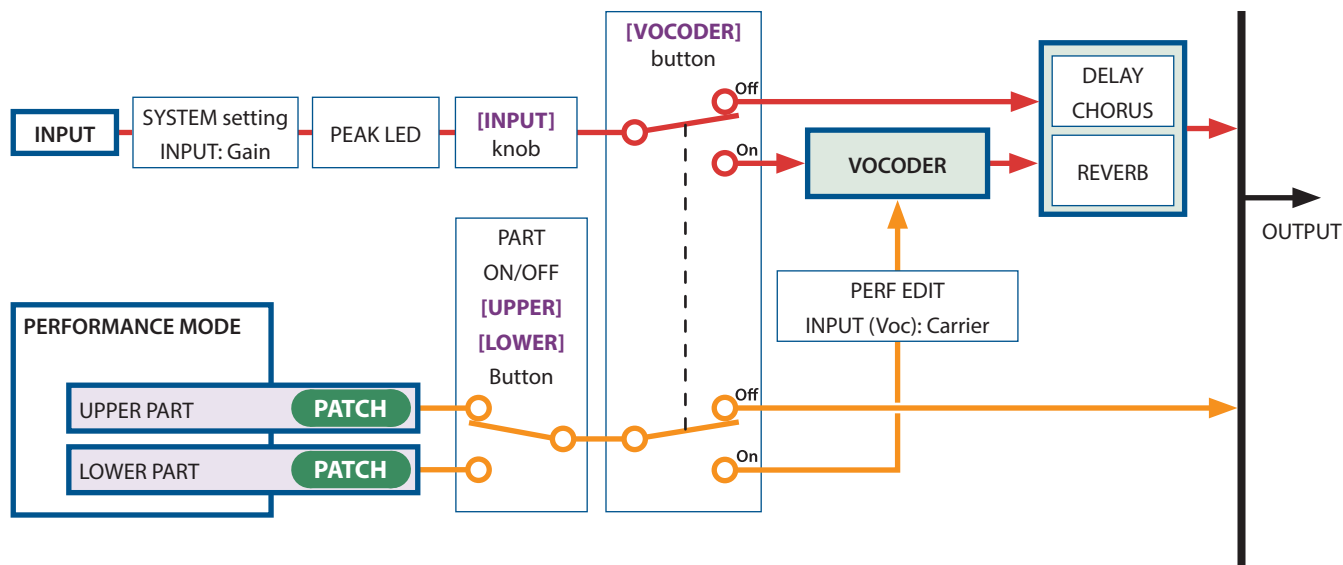 [VOCODER]
button
Off
On
INPUT
SYSTEM setting
INPUT: Gain
PEAK LED
[INPUT]
knob
VOCODER
DELAY
CHORUS
REVERB
OUTPUT
PART
ON/OFF
[UPPER]
[LOWER]
Button
PERF EDIT
INPUT (Voc): Carrier
PERFORMANCE MODE
UPPER PART PATCH
LOWER PART PATCH
Off
On